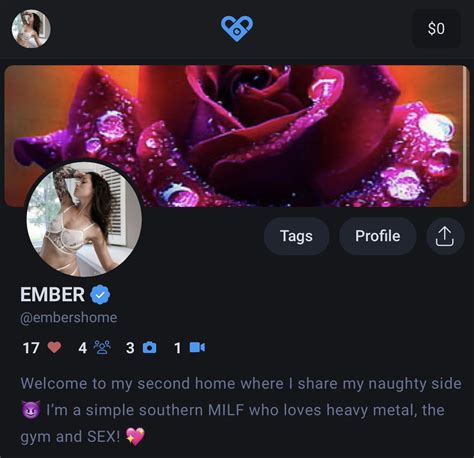 $0
Tags
Profile
EMBER
@embershome
17 4 3 1
Welcome to my second home where I share my naughty side
😈 I'm a simple southern MILF who loves heavy metal, the
gym and SEX! 💖